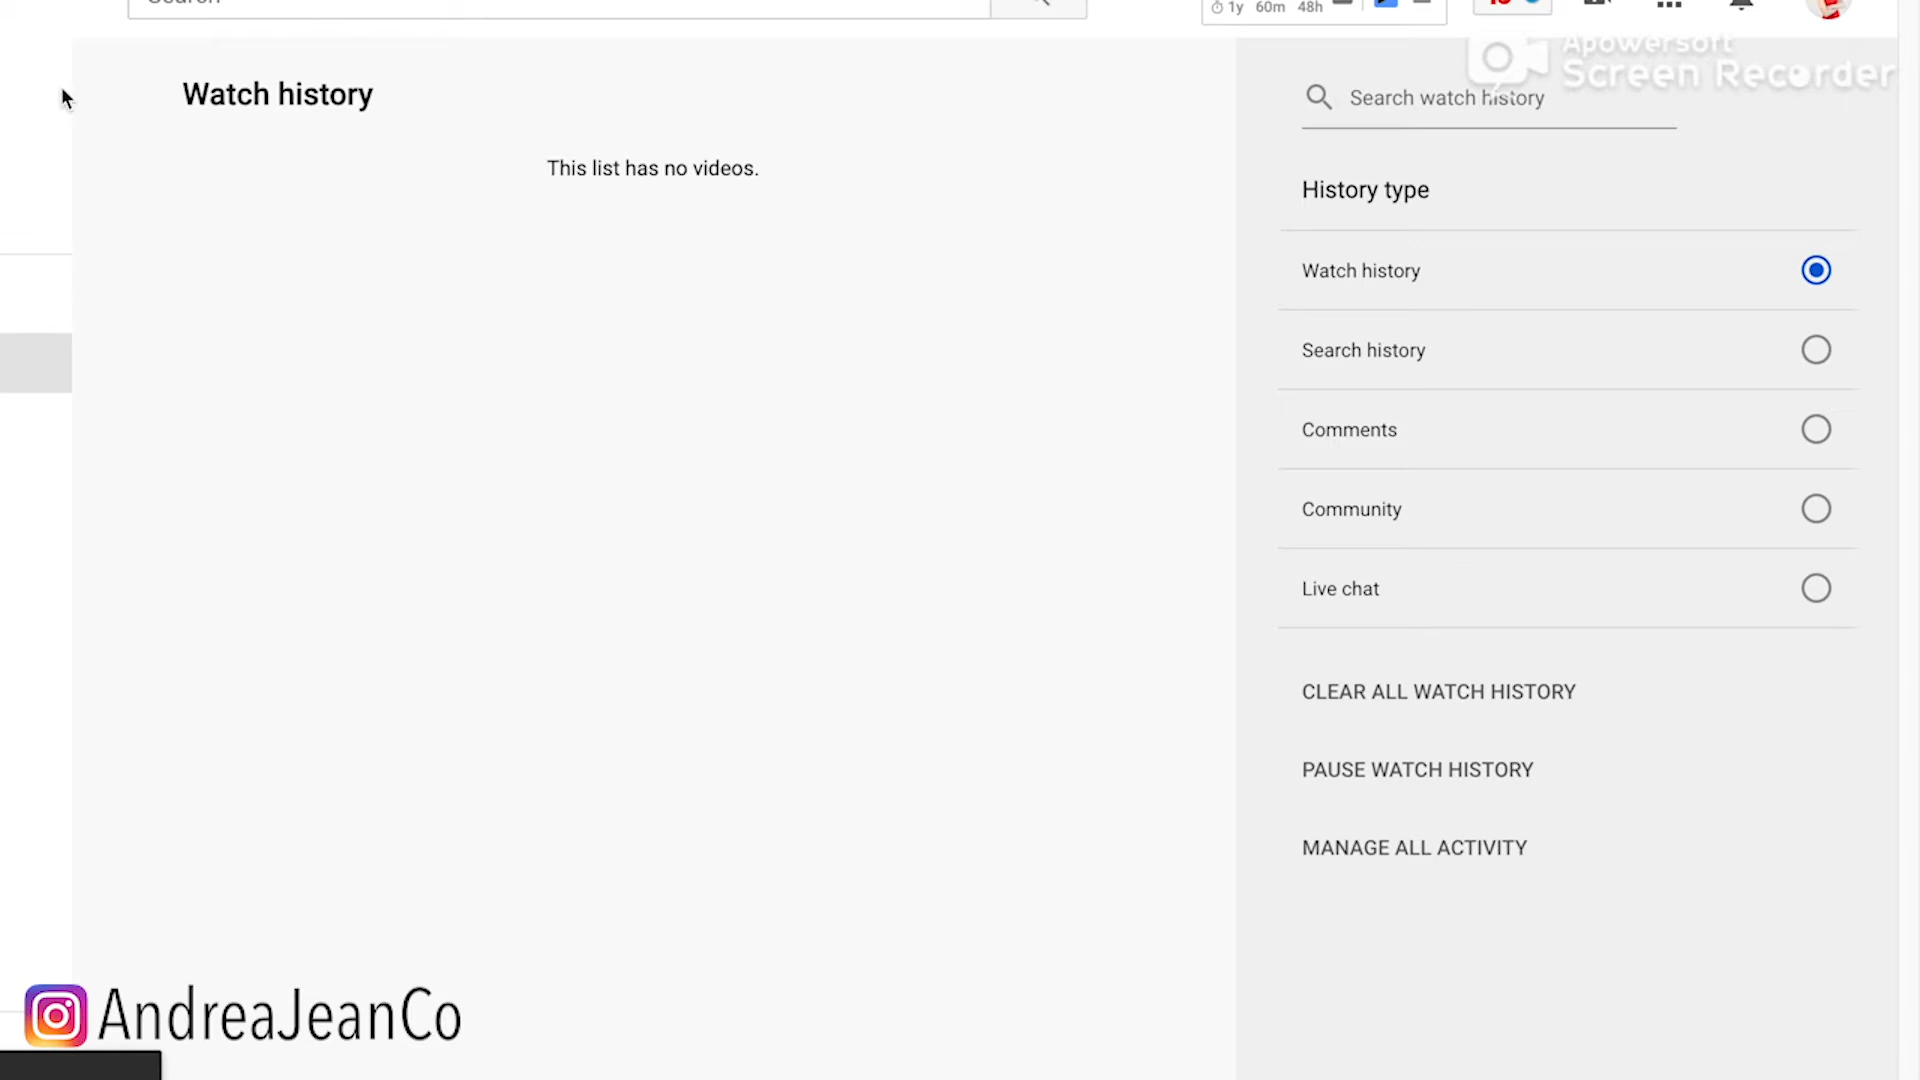 1y 60m 48h
Apowersoft
Screen Recorder
Watch history
Search watch history
This list has no videos.
History type
Watch history
Search history
Comments
Community
Live chat
CLEAR ALL WATCH HISTORY
PAUSE WATCH HISTORY
MANAGE ALL ACTIVITY
AndreaJeanCo